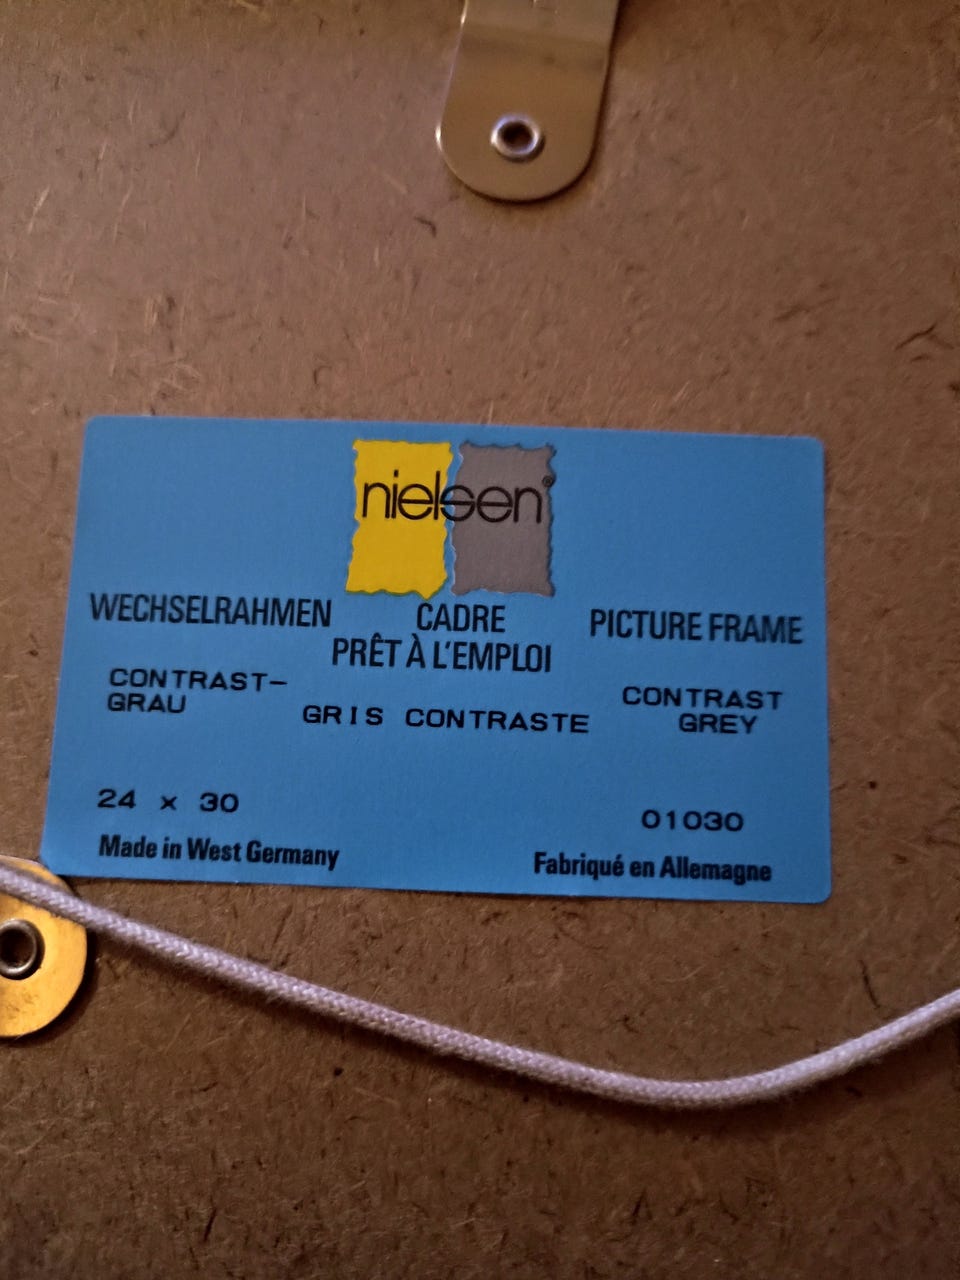 nielsen®
WECHSELRAHMEN
CADRE
PRÊT À L'EMPLOI
PICTURE FRAME
CONTRAST-
GRAU
GRIS CONTRASTE
CONTRAST
GREY
24 x 30
01030
Made in West Germany
Fabriqué en Allemagne